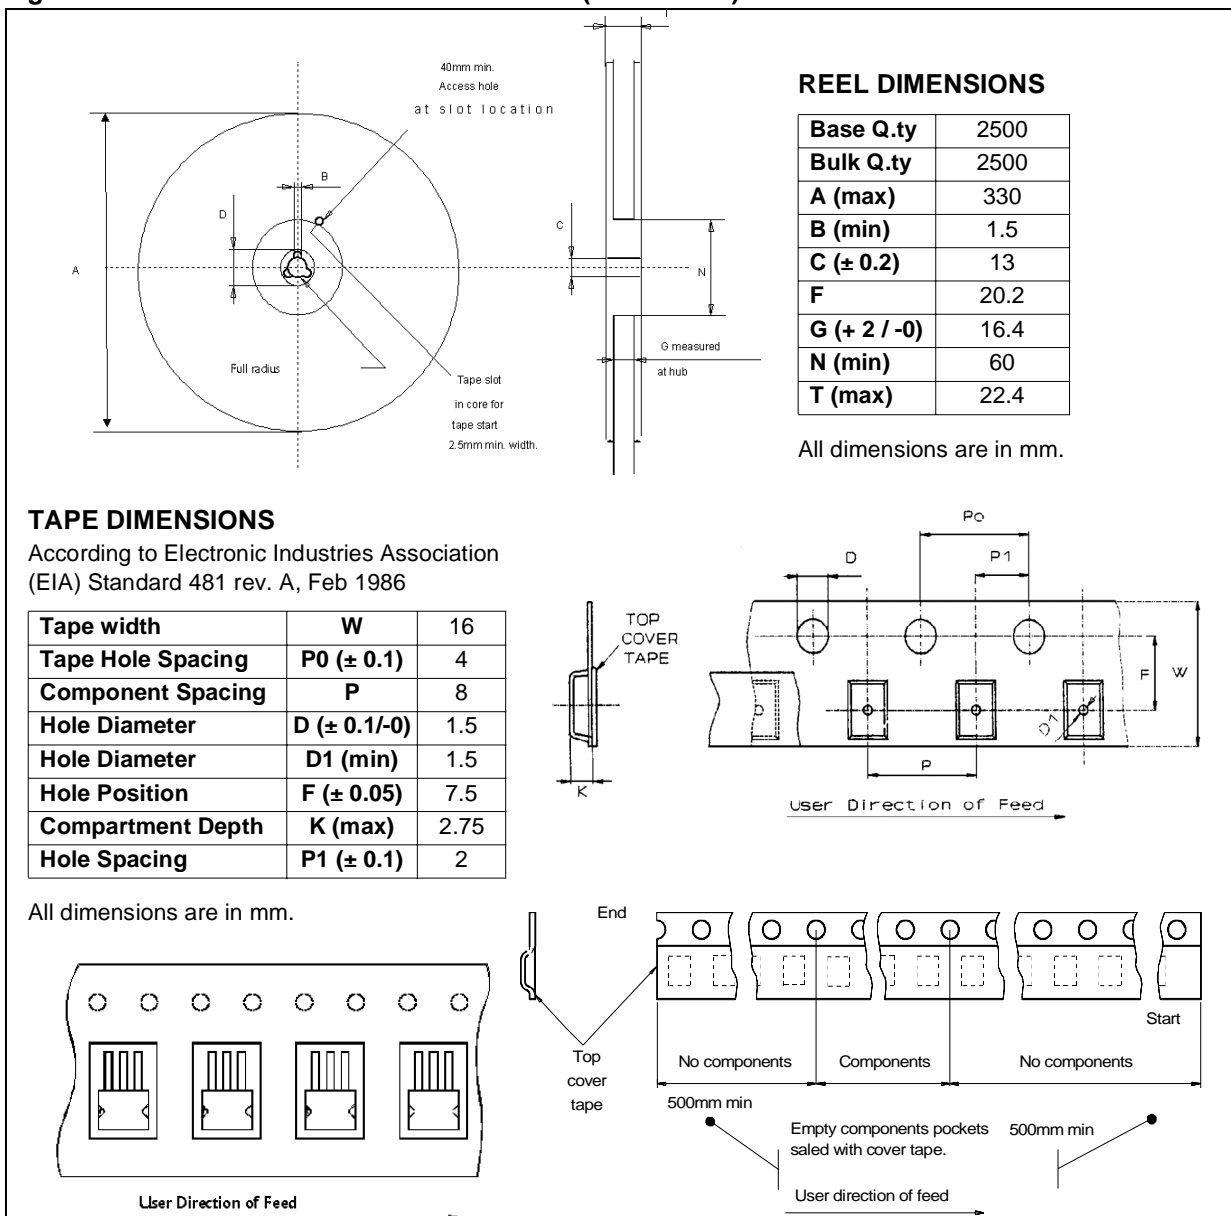 40mm min.
Access hole
at slot location
B
D
A
C
N
Full radius
Tape slot
in core for
tape start
2.5mm min. width.
G measured
at hub
REEL DIMENSIONS
Base Q.ty 2500
Bulk Q.ty 2500
A (max) 330
B (min) 1.5
C (± 0.2) 13
F 20.2
G (+ 2 / -0) 16.4
N (min) 60
T (max) 22.4
All dimensions are in mm.
TAPE DIMENSIONS
According to Electronic Industries Association
(EIA) Standard 481 rev. A, Feb 1986
Tape width W 16
Tape Hole Spacing P0 (± 0.1) 4
Component Spacing P 8
Hole Diameter D (± 0.1/-0) 1.5
Hole Diameter D1 (min) 1.5
Hole Position F (± 0.05) 7.5
Compartment Depth K (max) 2.75
Hole Spacing P1 (± 0.1) 2
All dimensions are in mm.
TOP
COVER
TAPE
K
Po
D
P1
F
W
D1
P
User Direction of Feed
User Direction of Feed
End
Start
Top
cover
tape
No components
Components
No components
500mm min
Empty components pockets
saled with cover tape.
500mm min
User direction of feed